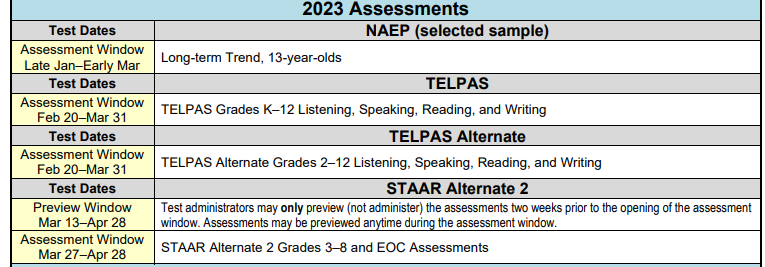 2023 Assessments
Test Dates NAEP (selected sample)
Assessment Window
Late Jan–Early Mar
Long-term Trend, 13-year-olds
Test Dates TELPAS
Assessment Window
Feb 20–Mar 31
TELPAS Grades K–12 Listening, Speaking, Reading, and Writing
Test Dates TELPAS Alternate
Assessment Window
Feb 20–Mar 31
TELPAS Alternate Grades 2–12 Listening, Speaking, Reading, and Writing
Test Dates STAAR Alternate 2
Preview Window
Mar 13–Apr 28
Test administrators may only preview (not administer) the assessments two weeks prior to the opening of the assessment
window. Assessments may be previewed anytime during the assessment window.
Assessment Window
Mar 27–Apr 28
STAAR Alternate 2 Grades 3–8 and EOC Assessments